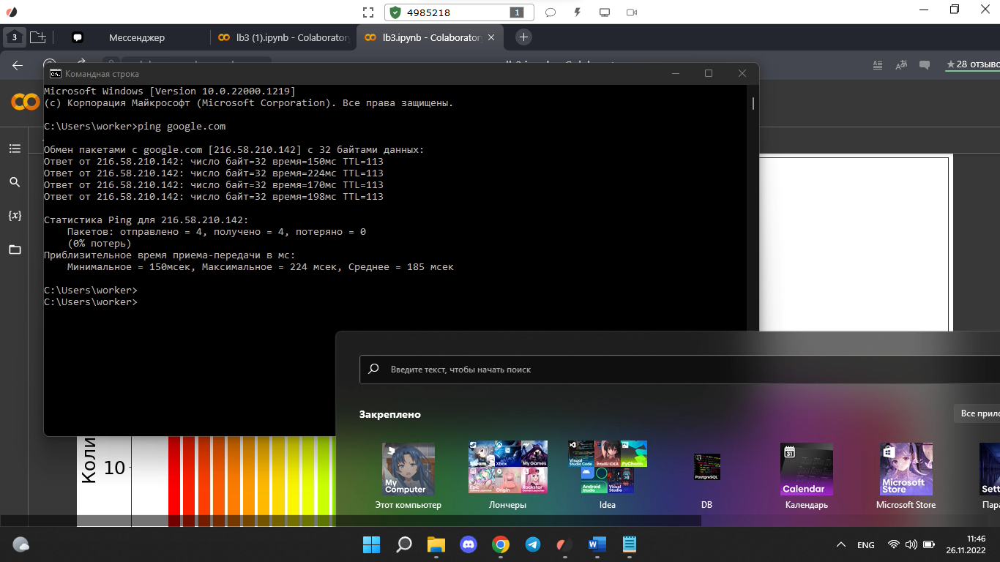 4985218
1
3
Мессенджер
lb3 (1).ipynb - Colaboratory
lb3.ipynb - Colaboratory
28 отзыво
Командная строка
Microsoft Windows [Version 10.0.22000.1219]
(c) Корпорация Майкрософт (Microsoft Corporation). Все права защищены.
C:\Users\worker>ping google.com
Обмен пакетами с google.com [216.58.210.142] с 32 байтами данных:
Ответ от 216.58.210.142: число байт=32 время=150мс TTL=113
Ответ от 216.58.210.142: число байт=32 время=224мс TTL=113
Ответ от 216.58.210.142: число байт=32 время=170мс TTL=113
Ответ от 216.58.210.142: число байт=32 время=198мс TTL=113
Статистика Ping для 216.58.210.142:
Пакетов: отправлено = 4, получено = 4, потеряно = 0
(0% потерь)
Приблизительное время приема-передачи в мс:
Минимальное = 150мсек, Максимальное = 224 мсек, Среднее = 185 мсек
C:\Users\worker>
C:\Users\worker>
{x}
Введите текст, чтобы начать поиск
Закреплено
Все прило
Коли
10
Steam
Xbox
My Games
Epic
Origin
Rockstar
Visual Studio Code
IntelliJ IDEA
PyCharm
Android Studio
Visual Studio
PostgreSQL
My Computer
31
Calendar
Microsoft Store
Sett
Этот компьютер
Лончеры
Idea
DB
Календарь
Microsoft Store
Пара
ENG
11:46
26.11.2022